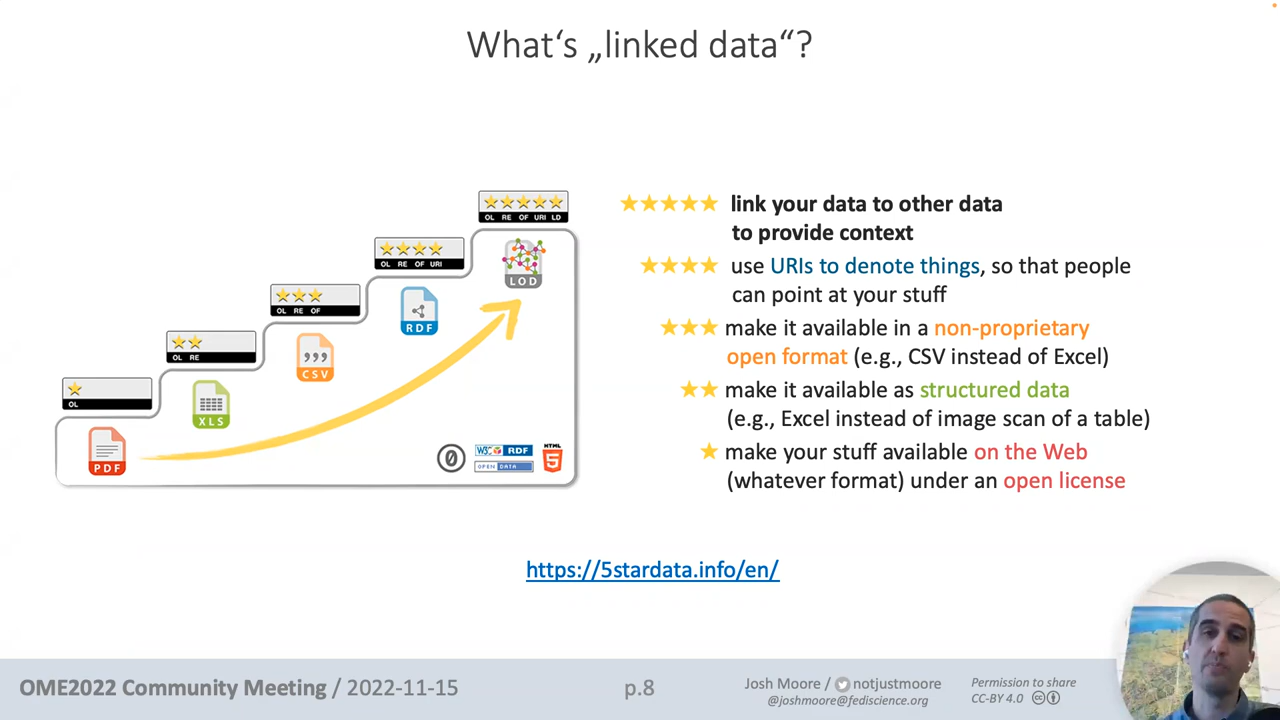 What‘s „linked data“?
OL RE OF URI LD
LOD
OL RE OF URI
RDF
OL RE OF
CSV
OL RE
XLS
OL
PDF
0
W3C RDF
OPEN DATA
HTML
5
link your data to other data
to provide context
use URIs to denote things, so that people
can point at your stuff
make it available in a non-proprietary
open format (e.g., CSV instead of Excel)
make it available as structured data
(e.g., Excel instead of image scan of a table)
make your stuff available on the Web
(whatever format) under an open license
https://5stardata.info/en/
OME2022 Community Meeting / 2022-11-15
p.8
Josh Moore / notjustmoore
@joshmoore@fediscience.org
Permission to share
CC-BY 4.0